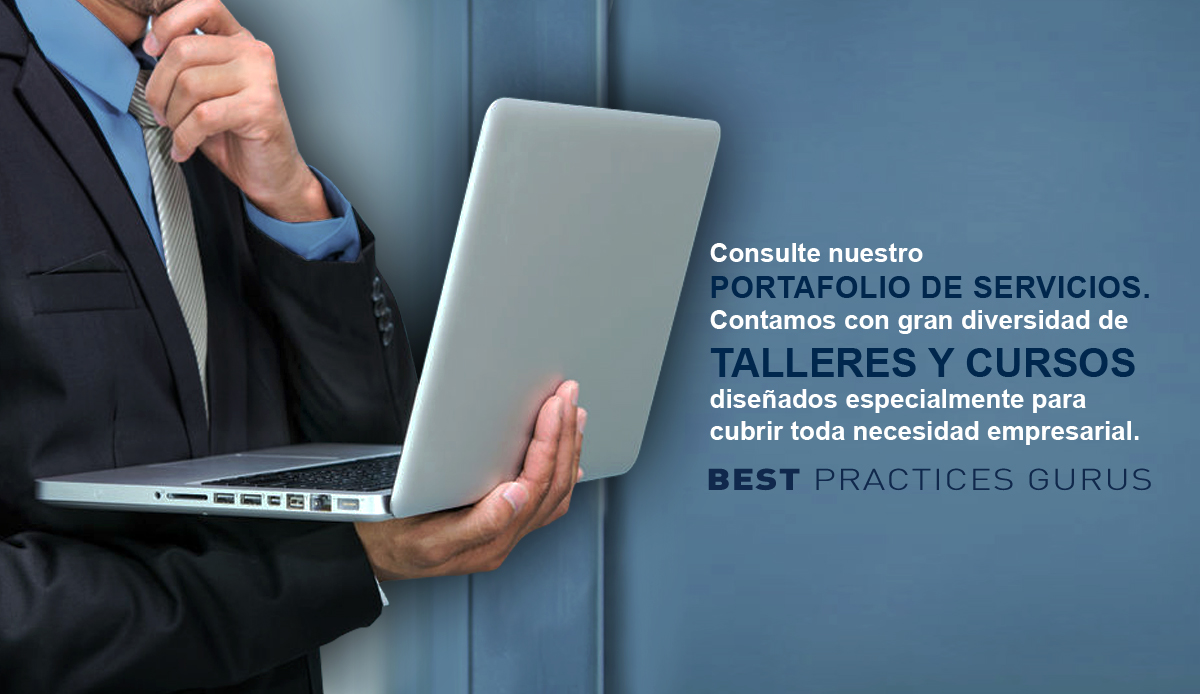 Consulte nuestro
PORTAFOLIO DE SERVICIOS.
Contamos con gran diversidad de
TALLERES Y CURSOS
diseñados especialmente para
cubrir toda necesidad empresarial.
BEST PRACTICES GURUS